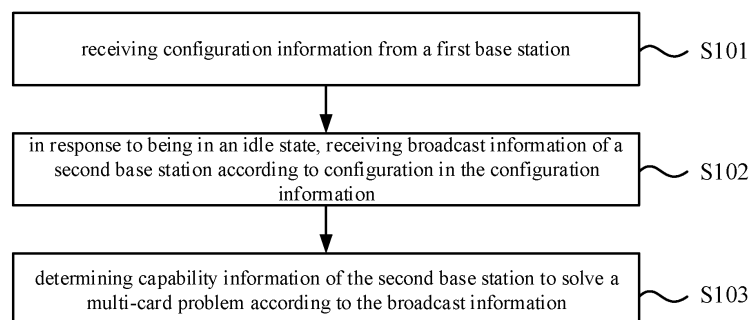 receiving configuration information from a first base station
S101
in response to being in an idle state, receiving broadcast information of a
second base station according to configuration in the configuration
information
S102
determining capability information of the second base station to solve a
multi-card problem according to the broadcast information
S103